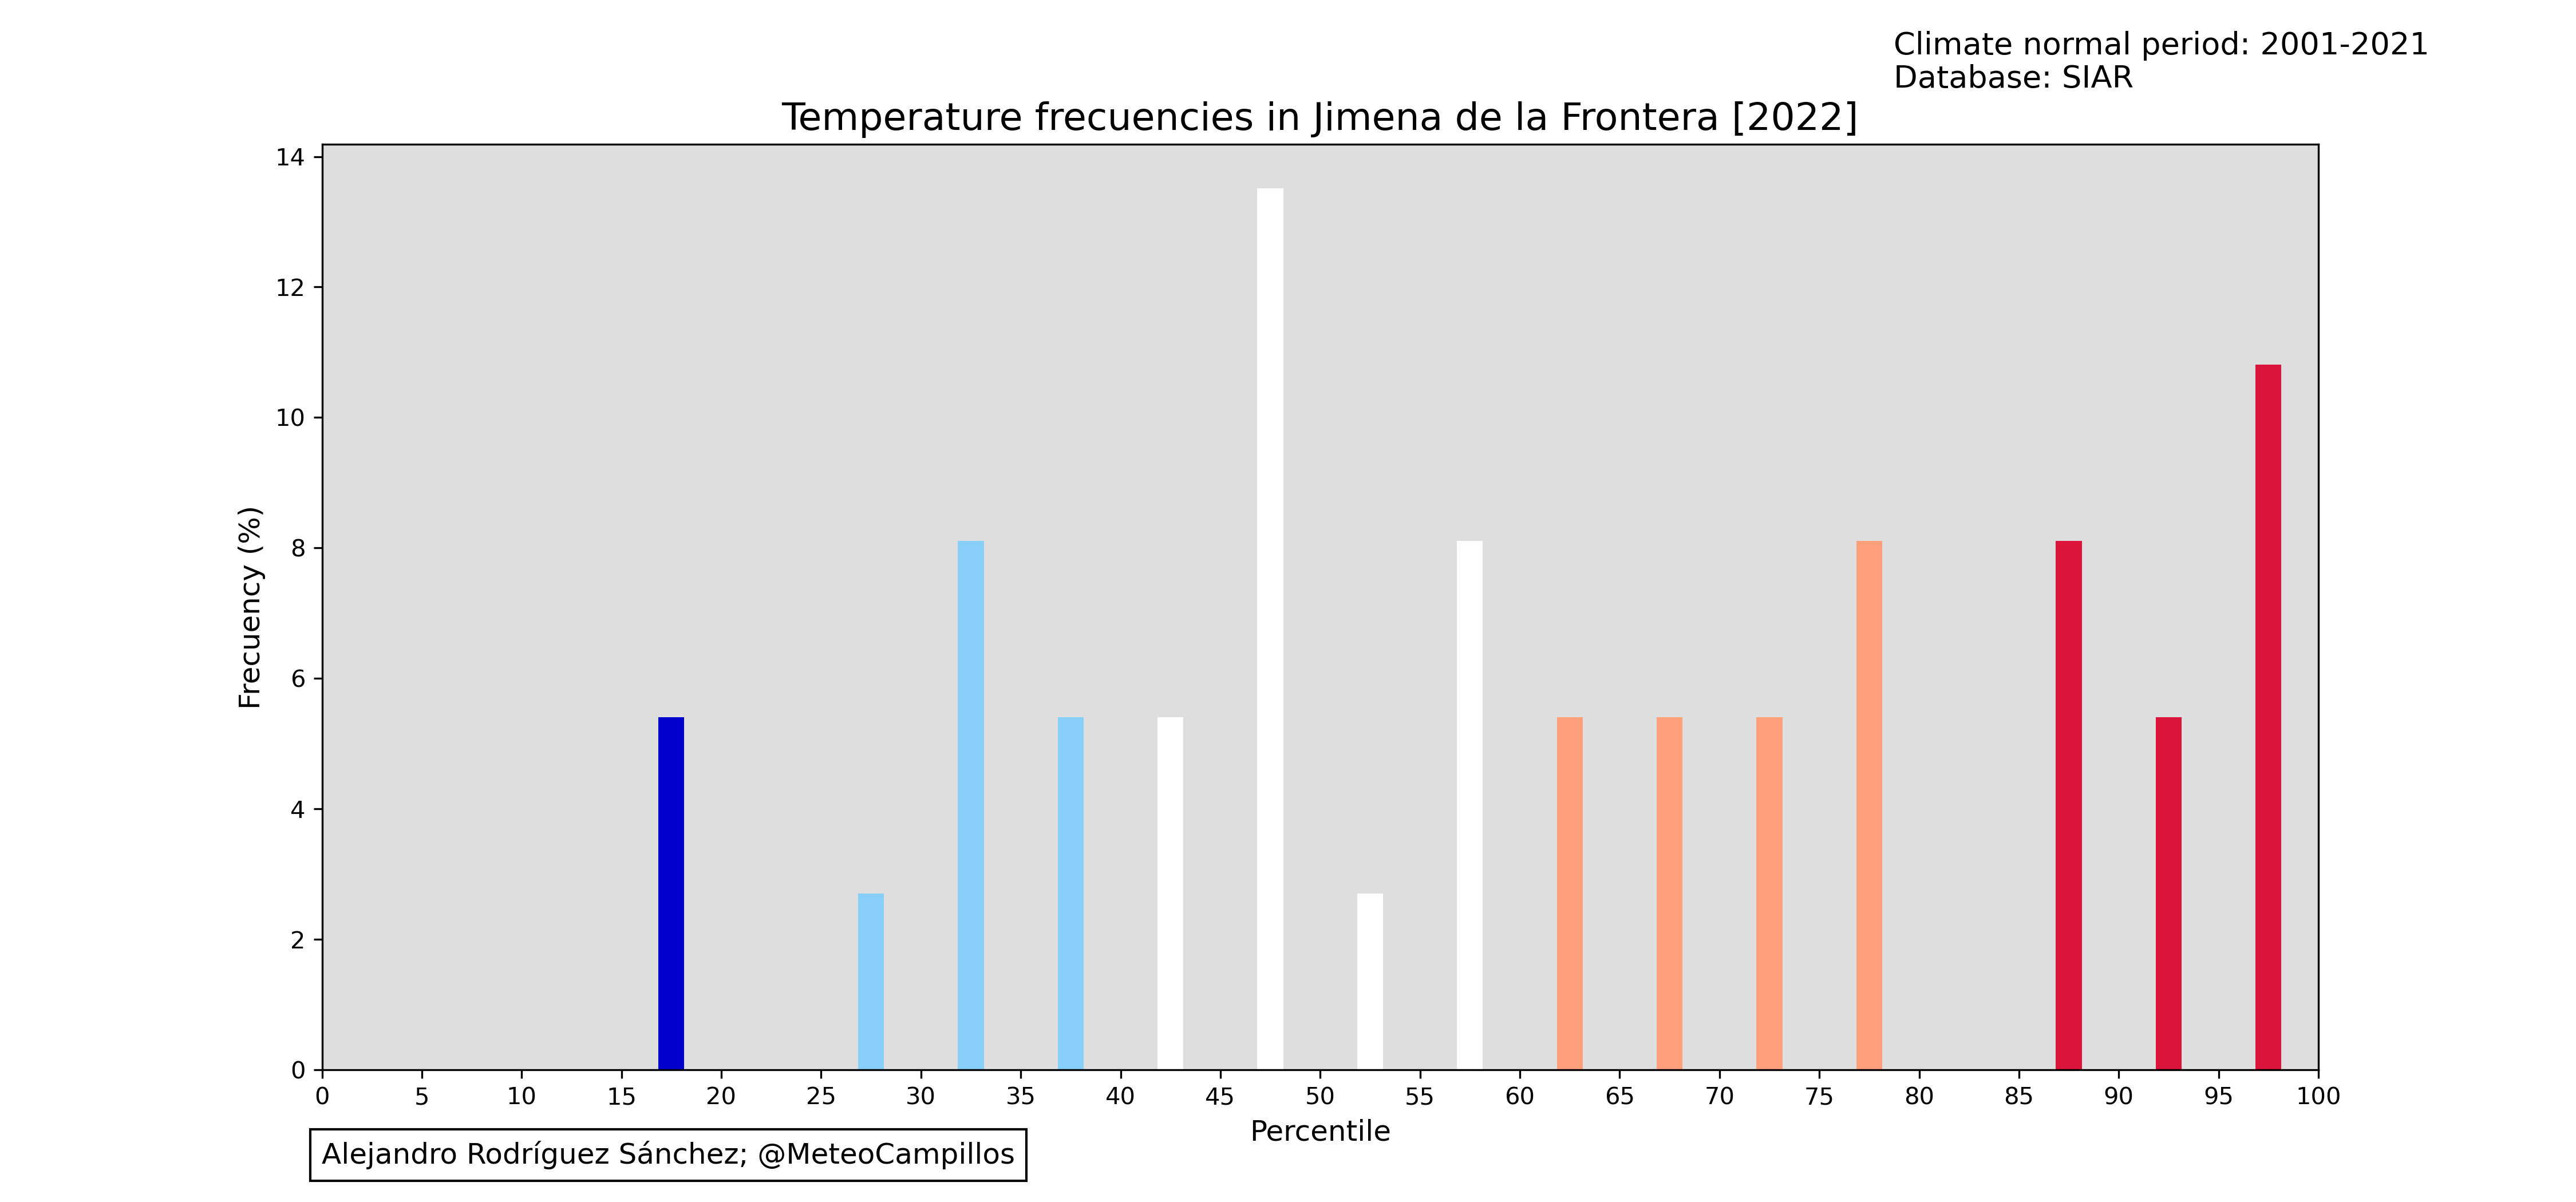 Climate normal period: 2001-2021
Database: SIAR
Temperature frecuencies in Jimena de la Frontera [2022]
14
12
10
8
6
4
2
0
Frecuency (%)
0 5 10 15 20 25 30 35 40 45 50 55 60 65 70 75 80 85 90 95 100
Percentile
Alejandro Rodríguez Sánchez; @MeteoCampillos